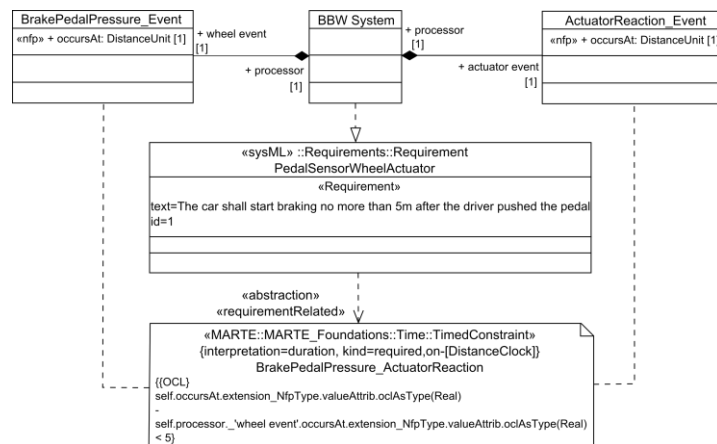 BrakePedalPressure_Event
«nfp» + occursAt: DistanceUnit [1]
+ wheel event
[1]
+ processor
[1]
BBW System
+ processor
[1]
+ actuator event
[1]
ActuatorReaction_Event
«nfp» + occursAt: DistanceUnit [1]
«sysML» ::Requirements::Requirement
PedalSensorWheelActuator
«Requirement»
text=The car shall start braking no more than 5m after the driver pushed the pedal
id=1
«abstraction»
«requirementRelated»
«MARTE::MARTE_Foundations::Time::TimedConstraint»
{interpretation=duration, kind=required,on-[DistanceClock]}
BrakePedalPressure_ActuatorReaction
{{OCL}
self.occursAt.extension_NfpType.valueAttrib.oclAsType(Real)
-
self.processor._'wheel event'.occursAt.extension_NfpType.valueAttrib.oclAsType(Real)
< 5}